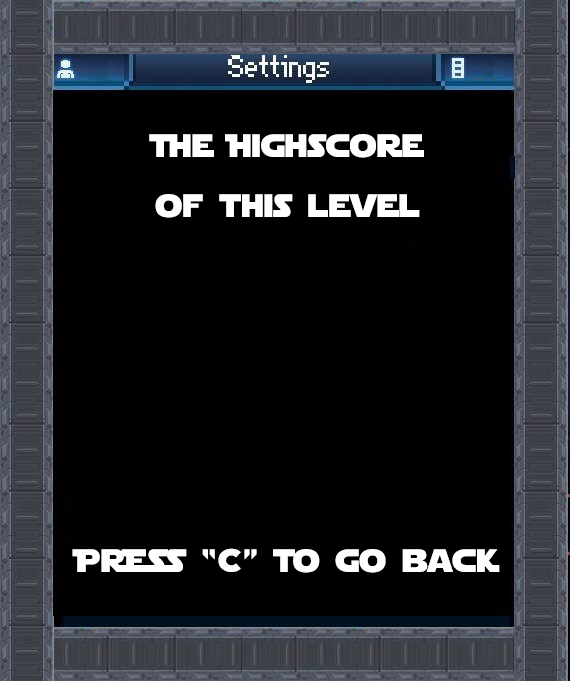 Settings
THE HIGHSCORE
OF THIS LEVEL
PRESS “C” TO GO BACK